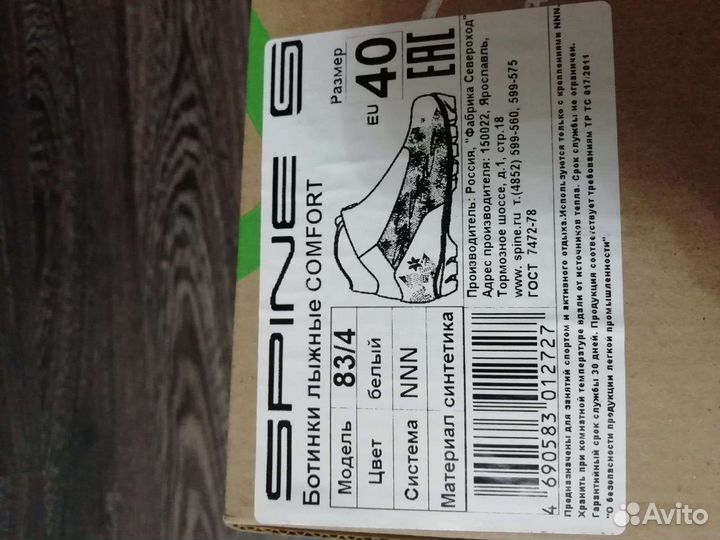 SPINE
Ботинки лыжные COMFORT
Размер
EU 40
EAC
Модель 83/4
Цвет белый
Система NNN
Материал синтетика
Производитель: Россия, "Фабрика Североход"
Адрес производителя: 150022, Ярославль,
Тормозное шоссе, д.1, стр.18
www. spine.ru т.(4852) 599-560, 599-575
ГОСТ 7472-78
4 690583 012727
Предназначены для занятий спортом и активного отдыха.Используются только с креплениями NNN.
Хранить при комнатной температуре вдали от источников тепла. Срок службы не ограничен.
Гарантийный срок службы 30 дней. Продукция соответствует требованиям ТР ТС 017/2011
"О безопасности продукции легкой промышленности"
Avito